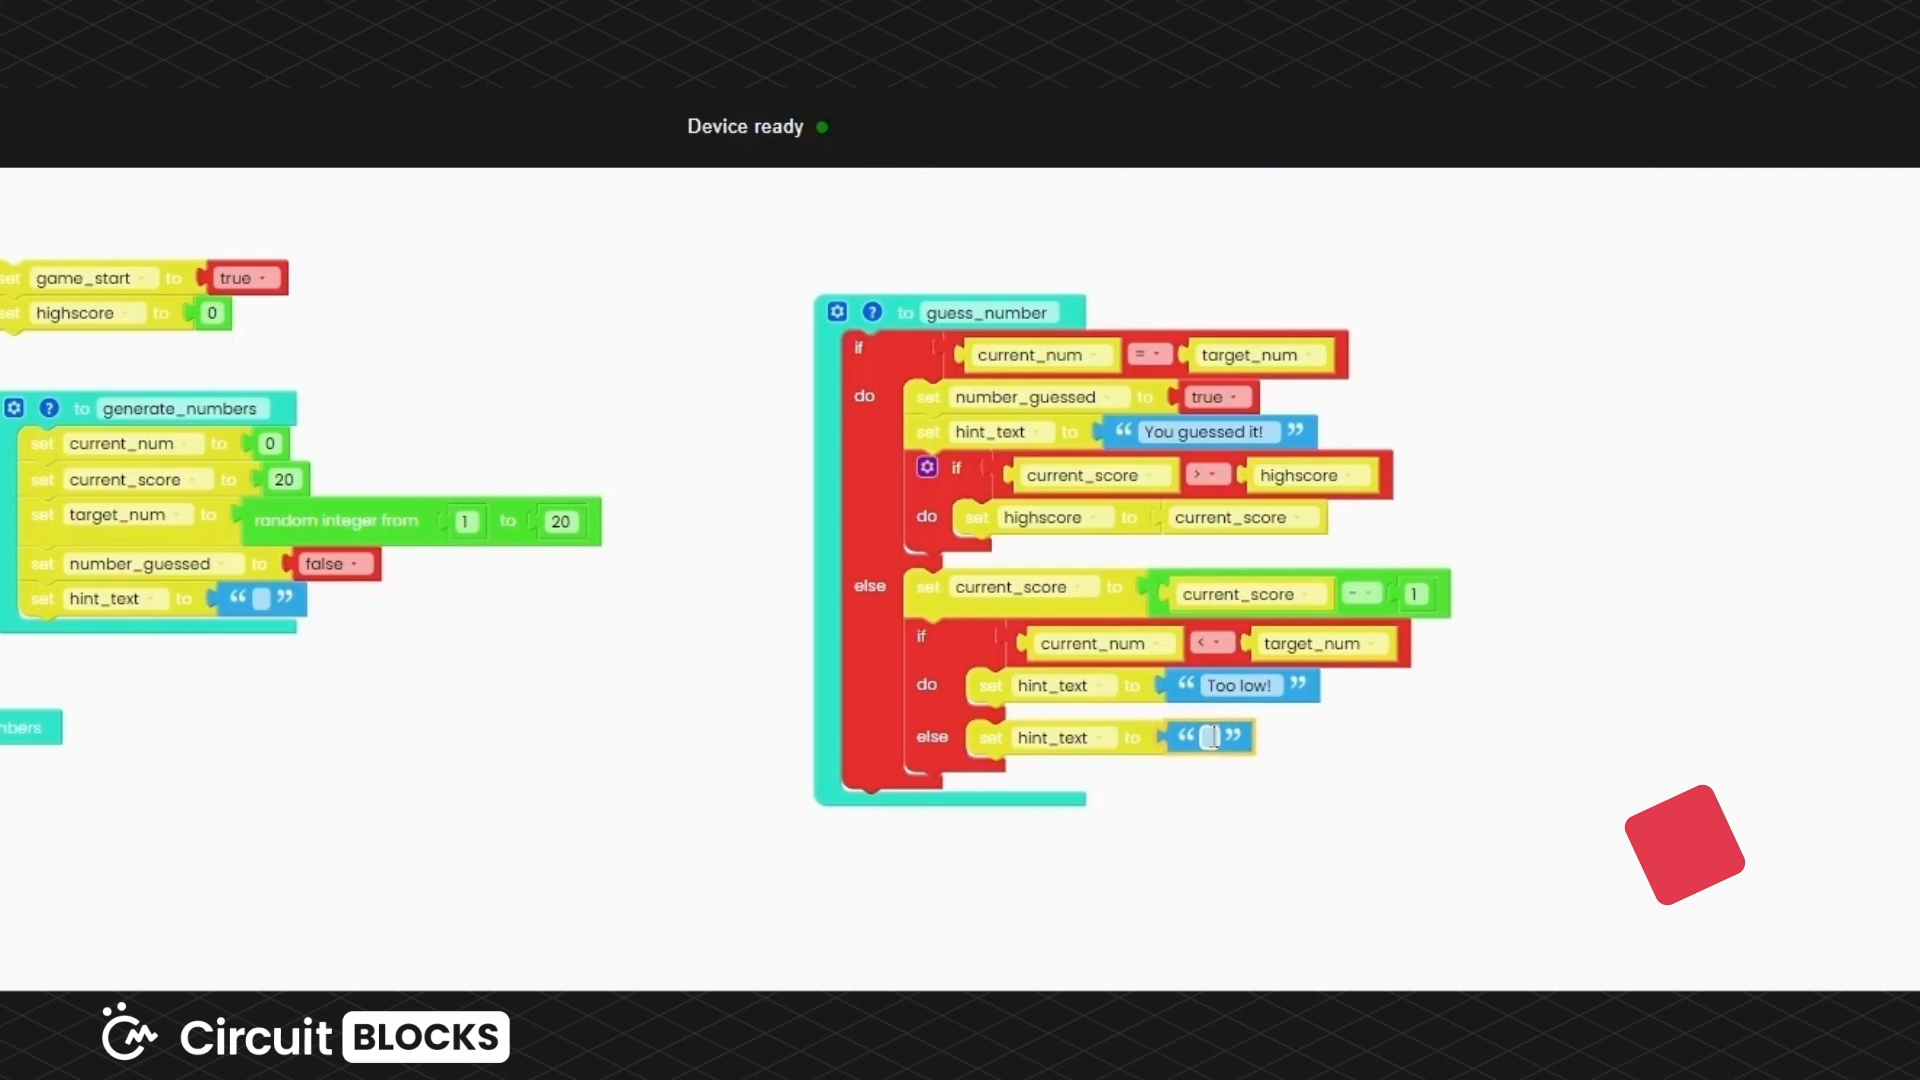 Device ready
set game_start to true
set highscore to 0
to generate_numbers
set current_num to 0
set current_score to 20
set target_num to random integer from 1 to 20
set number_guessed to false
set hint_text to “ ”
mbers
to guess_number
if current_num = target_num
do set number_guessed to true
set hint_text to “ You guessed it! ”
if current_score > highscore
do set highscore to current_score
else set current_score to current_score - 1
if current_num < target_num
do set hint_text to “ Too low! ”
else set hint_text to “ ”
Circuit BLOCKS